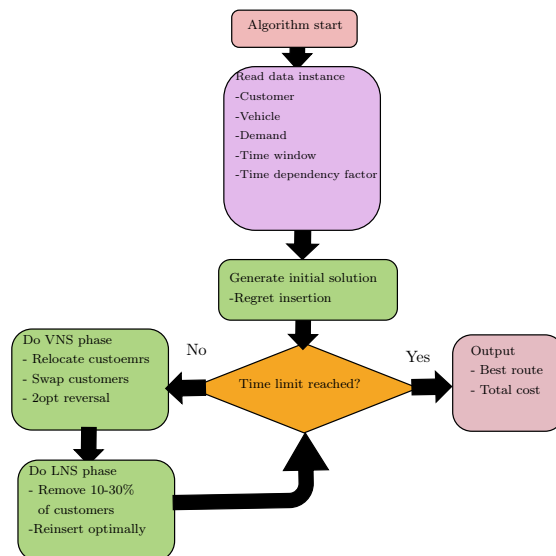 Algorithm start
Read data instance
-Customer
-Vehicle
-Demand
-Time window
-Time dependency factor
Generate initial solution
-Regret insertion
Time limit reached?
No
Yes
Do VNS phase
- Relocate custoemrs
- Swap customers
- 2opt reversal
Do LNS phase
- Remove 10-30%
of customers
-Reinsert optimally
Output
- Best route
- Total cost